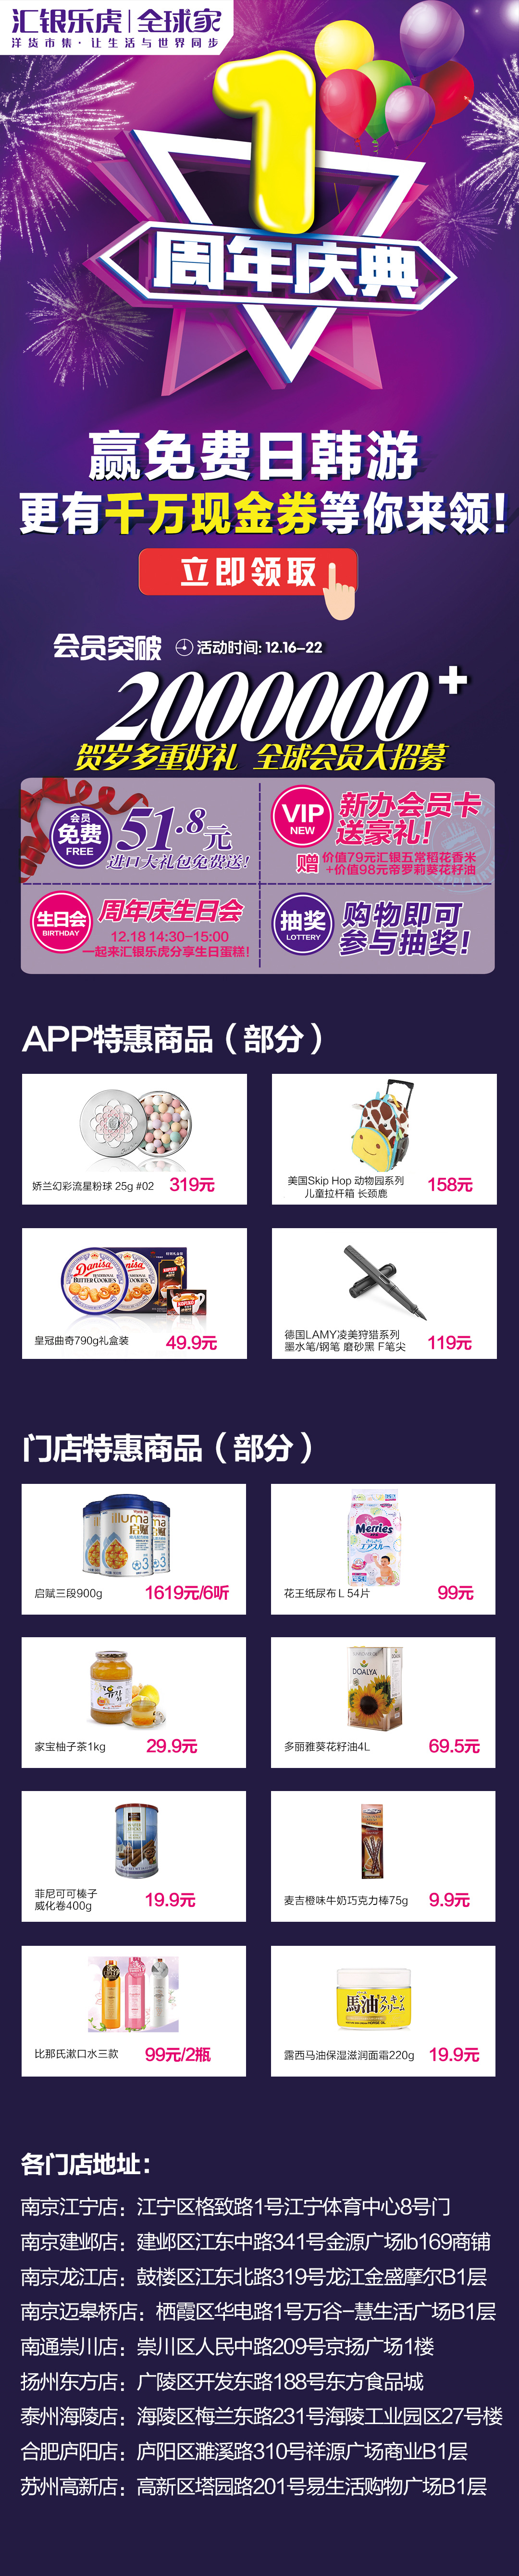 汇银乐虎|全球家
洋货市集·让生活与世界同步
1
周年庆典
赢免费日韩游
更有千万现金券等你来领!
立即领取
会员突破
活动时间: 12.16-22
2000000+
贺岁多重好礼 全球会员大招募
会员
免费
FREE
51.8元
进口大礼包免费送!
VIP
NEW
新办会员卡
送豪礼!
赠
价值79元汇银五常稻花香米
+价值98元帝罗莉葵花籽油
生日会
BIRTHDAY
周年庆生日会
12.18 14:30-15:00
一起来汇银乐虎分享生日蛋糕!
抽奖
LOTTERY
购物即可
参与抽奖!
APP特惠商品（部分）
娇兰幻彩流星粉球 25g #02
319元
美国Skip Hop 动物园系列
儿童拉杆箱 长颈鹿
158元
Danisa
TRADITIONAL
BUTTER COOKIES
皇冠曲奇790g礼盒装
49.9元
德国LAMY凌美狩猎系列
墨水笔/钢笔 磨砂黑 F笔尖
119元
门店特惠商品（部分）
illuma
启赋
3
启赋三段900g
1619元/6听
Merries
エアスルー
L 54
花王纸尿布 L 54片
99元
유자
家宝柚子茶1kg
29.9元
DOALYA
多丽雅葵花籽油4L
69.5元
菲尼可可榛子
威化卷400g
19.9元
麦吉橙味牛奶巧克力棒75g
9.9元
比那氏漱口水三款
99元/2瓶
馬油スキン
クリーム
露西马油保湿滋润面霜220g
19.9元
各门店地址：
南京江宁店：江宁区格致路1号江宁体育中心8号门
南京建邺店：建邺区江东中路341号金源广场lb169商铺
南京龙江店：鼓楼区江东北路319号龙江金盛摩尔B1层
南京迈皋桥店：栖霞区华电路1号万谷-慧生活广场B1层
南通崇川店：崇川区人民中路209号京扬广场1楼
扬州东方店：广陵区开发东路188号东方食品城
泰州海陵店：海陵区梅兰东路231号海陵工业园区27号楼
合肥庐阳店：庐阳区濉溪路310号祥源广场商业B1层
苏州高新店：高新区塔园路201号易生活购物广场B1层